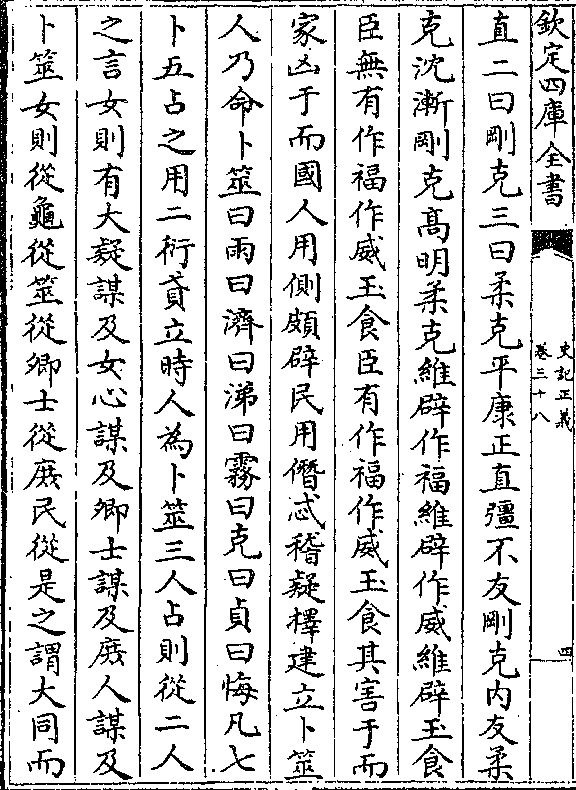 欽定四庫全書
史記正義
卷三十八
四
直二曰剛克三曰柔克平康正直彊不友剛克内友柔
克沈漸剛克髙明柔克維辟作福維辟作威維辟玉食
臣無有作福作威玉食臣有作福作威玉食其害于而
家凶于而國人用側頗辟民用僭忒稽疑擇建立卜筮
人乃命卜筮曰雨曰濟曰涕曰霧曰克曰貞曰悔凡七
卜五占之用二衍貣立時人為卜筮三人占則從二人
之言女則有大疑謀及女心謀及卿士謀及庶人謀及
卜筮女則從龜從筮從卿士從庶民從是之謂大同而